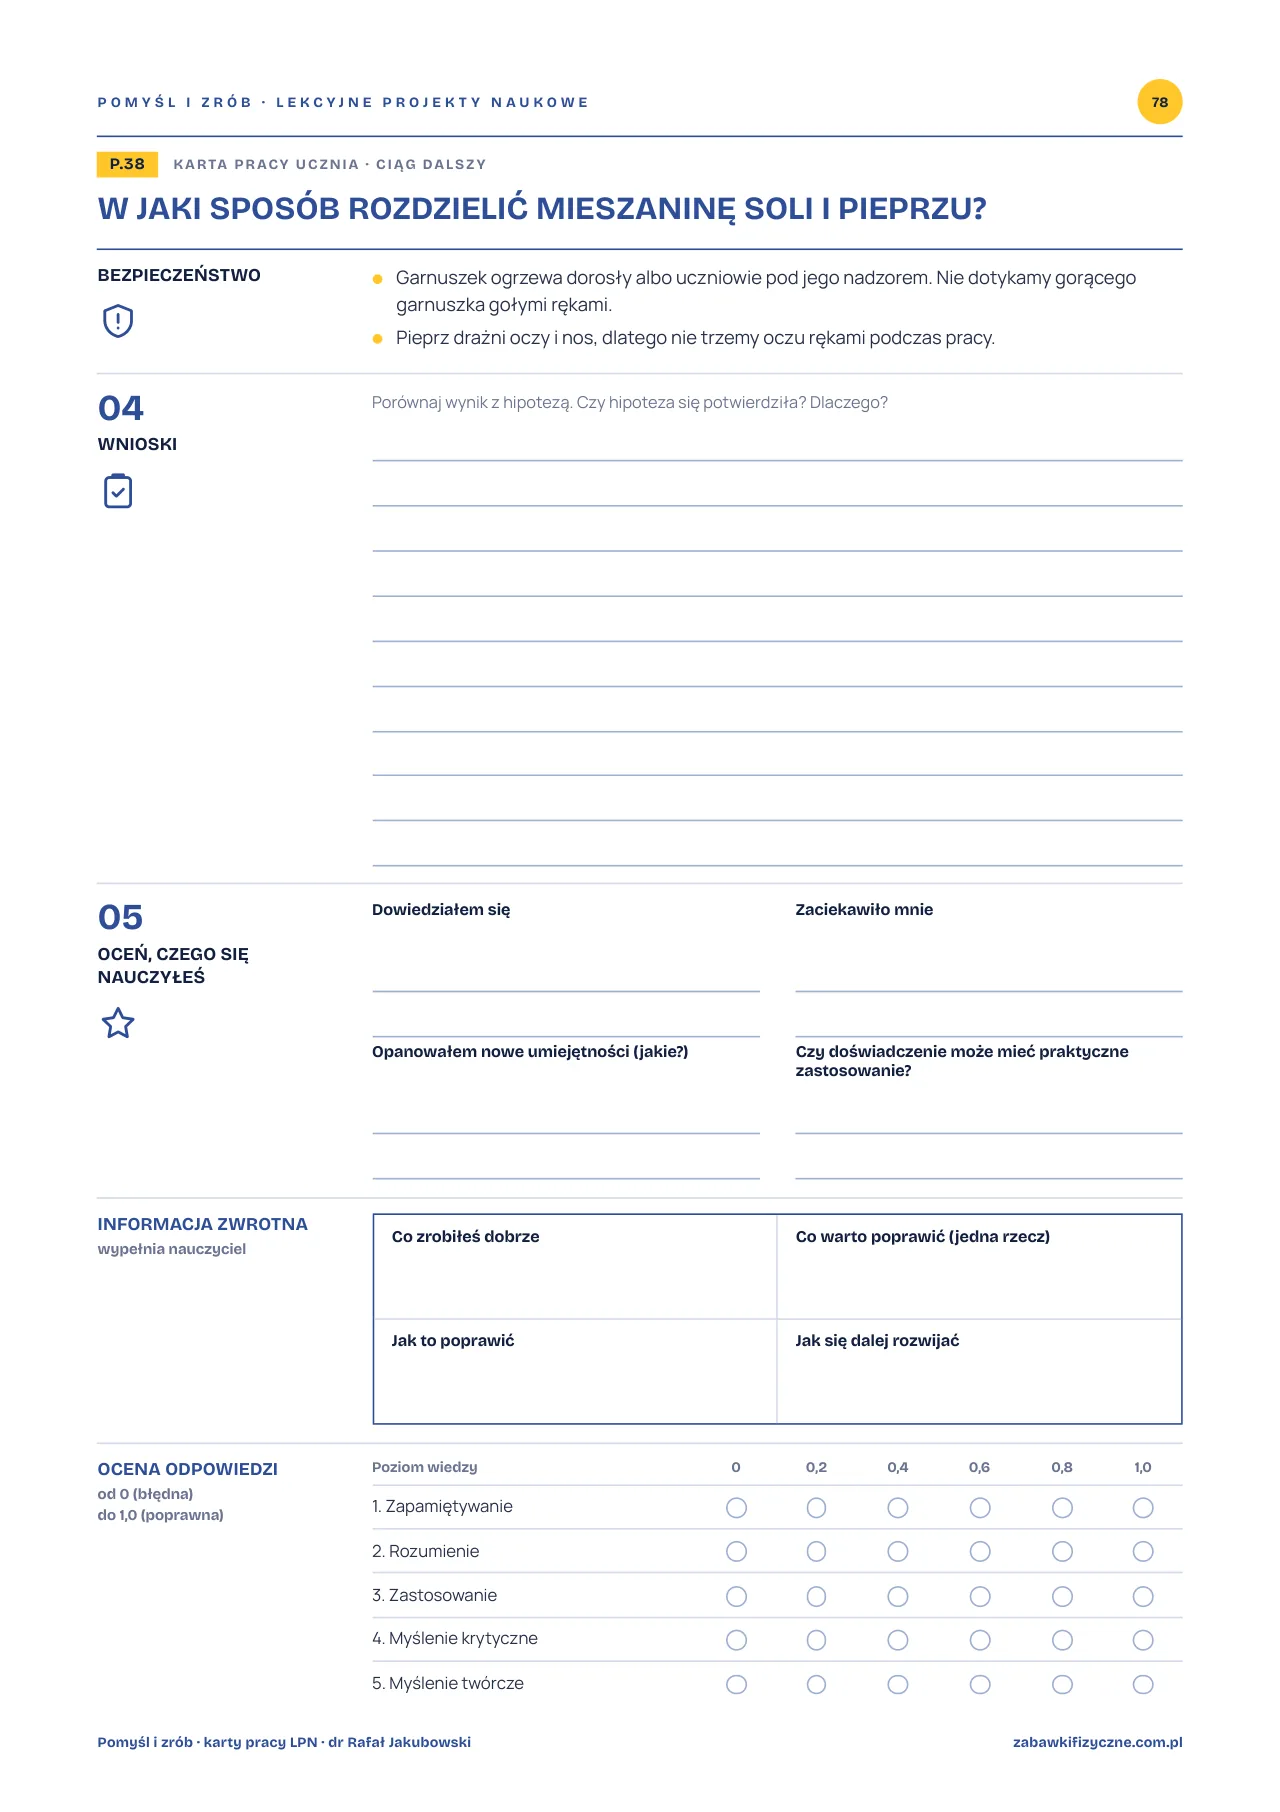 POMYŚL I ZRÓB · LEKCYJNE PROJEKTY NAUKOWE
78
P.38 KARTA PRACY UCZNIA · CIĄG DALSZY
W JAKI SPOSÓB ROZDZIELIĆ MIESZANINĘ SOLI I PIEPRZU?
BEZPIECZEŃSTWO
Garnuszek ogrzewa dorosły albo uczniowie pod jego nadzorem. Nie dotykamy gorącego
garnuszka gołymi rękami.
Pieprz drażni oczy i nos, dlatego nie trzemy oczu rękami podczas pracy.
04
WNIOSKI
Porównaj wynik z hipotezą. Czy hipoteza się potwierdziła? Dlaczego?
05
OCEŃ, CZEGO SIĘ
NAUCZYŁEŚ
Dowiedziałem się
Zaciekawiło mnie
Opanowałem nowe umiejętności (jakie?)
Czy doświadczenie może mieć praktyczne
zastosowanie?
INFORMACJA ZWROTNA
wypełnia nauczyciel
Co zrobiłeś dobrze
Co warto poprawić (jedna rzecz)
Jak to poprawić
Jak się dalej rozwijać
OCENA ODPOWIEDZI
od 0 (błędna)
do 1,0 (poprawna)
Poziom wiedzy 0 0,2 0,4 0,6 0,8 1,0
1. Zapamiętywanie
2. Rozumienie
3. Zastosowanie
4. Myślenie krytyczne
5. Myślenie twórcze
Pomyśl i zrób · karty pracy LPN · dr Rafał Jakubowski
zabawkifizyczne.com.pl